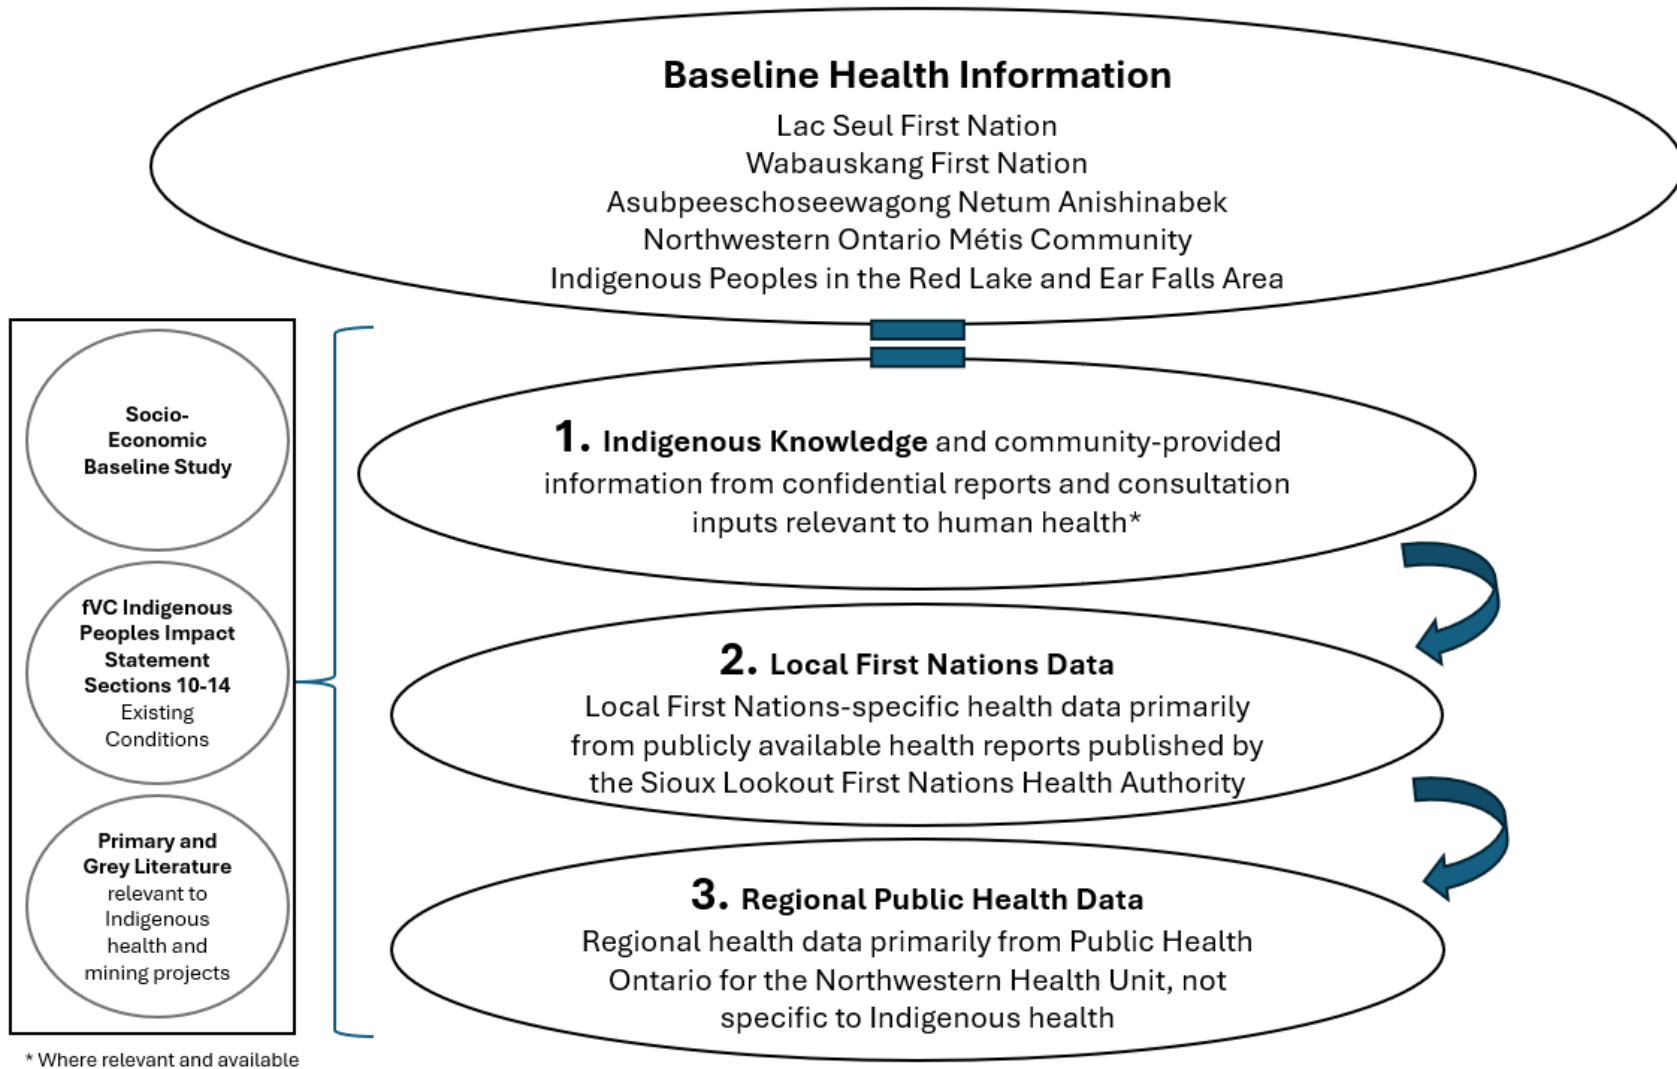 Baseline Health Information
Lac Seul First Nation
Wabauskang First Nation
Asubpeeschoseewagong Netum Anishinabek
Northwestern Ontario Métis Community
Indigenous Peoples in the Red Lake and Ear Falls Area
Socio-
Economic
Baseline Study
fVC Indigenous
Peoples Impact
Statement
Sections 10-14
Existing
Conditions
Primary and
Grey Literature
relevant to
Indigenous
health and
mining projects
1. Indigenous Knowledge and community-provided
information from confidential reports and consultation
inputs relevant to human health*
2. Local First Nations Data
Local First Nations-specific health data primarily
from publicly available health reports published by
the Sioux Lookout First Nations Health Authority
3. Regional Public Health Data
Regional health data primarily from Public Health
Ontario for the Northwestern Health Unit, not
specific to Indigenous health
* Where relevant and available